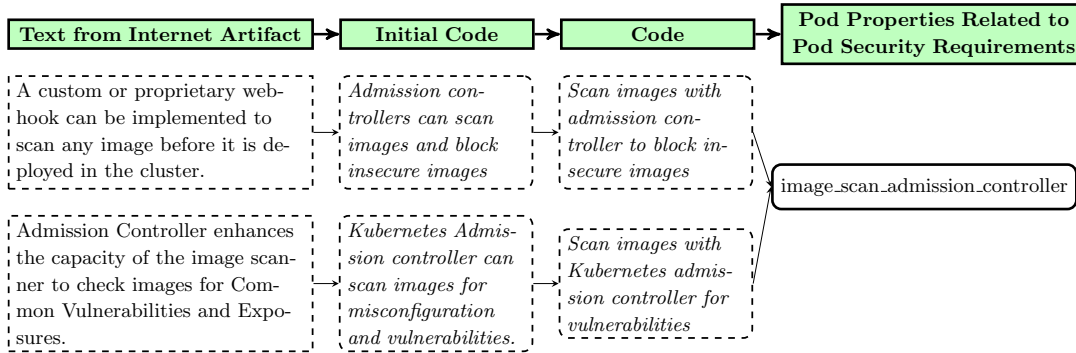 Text from Internet Artifact
Initial Code
Code
Pod Properties Related to
Pod Security Requirements
A custom or proprietary web-
hook can be implemented to
scan any image before it is de-
ployed in the cluster.
Admission con-
trollers can scan
images and block
insecure images
Scan images with
admission con-
troller to block in-
secure images
image_scan_admission_controller
Admission Controller enhances
the capacity of the image scan-
ner to check images for Com-
mon Vulnerabilities and Expo-
sures.
Kubernetes Admis-
sion controller can
scan images for
misconfiguration
and vulnerabilities.
Scan images with
Kubernetes admis-
sion controller for
vulnerabilities